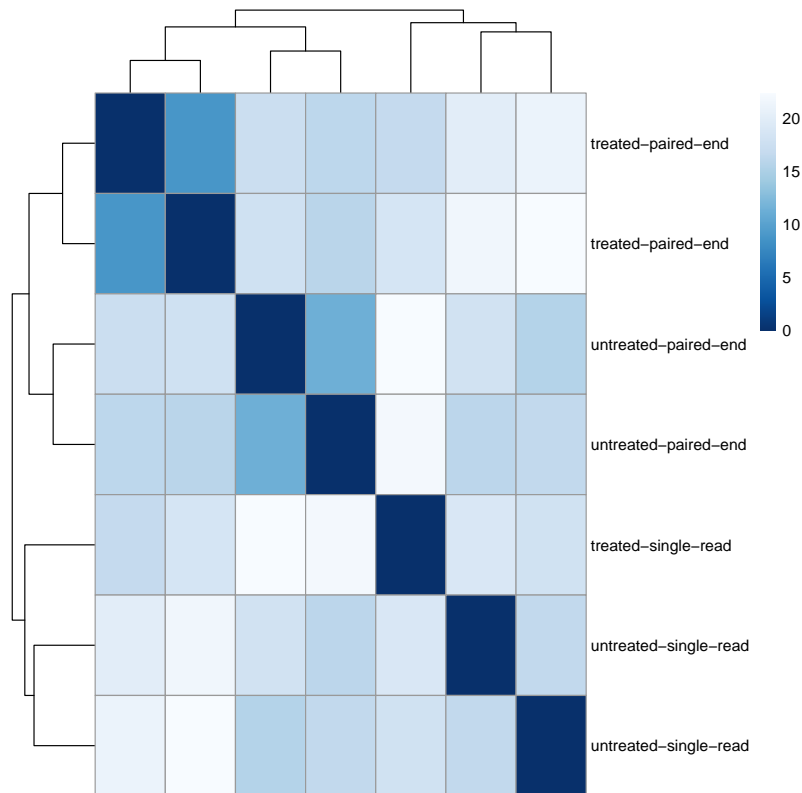 treated−paired−end
treated−paired−end
untreated−paired−end
untreated−paired−end
treated−single−read
untreated−single−read
untreated−single−read
20
15
10
5
0